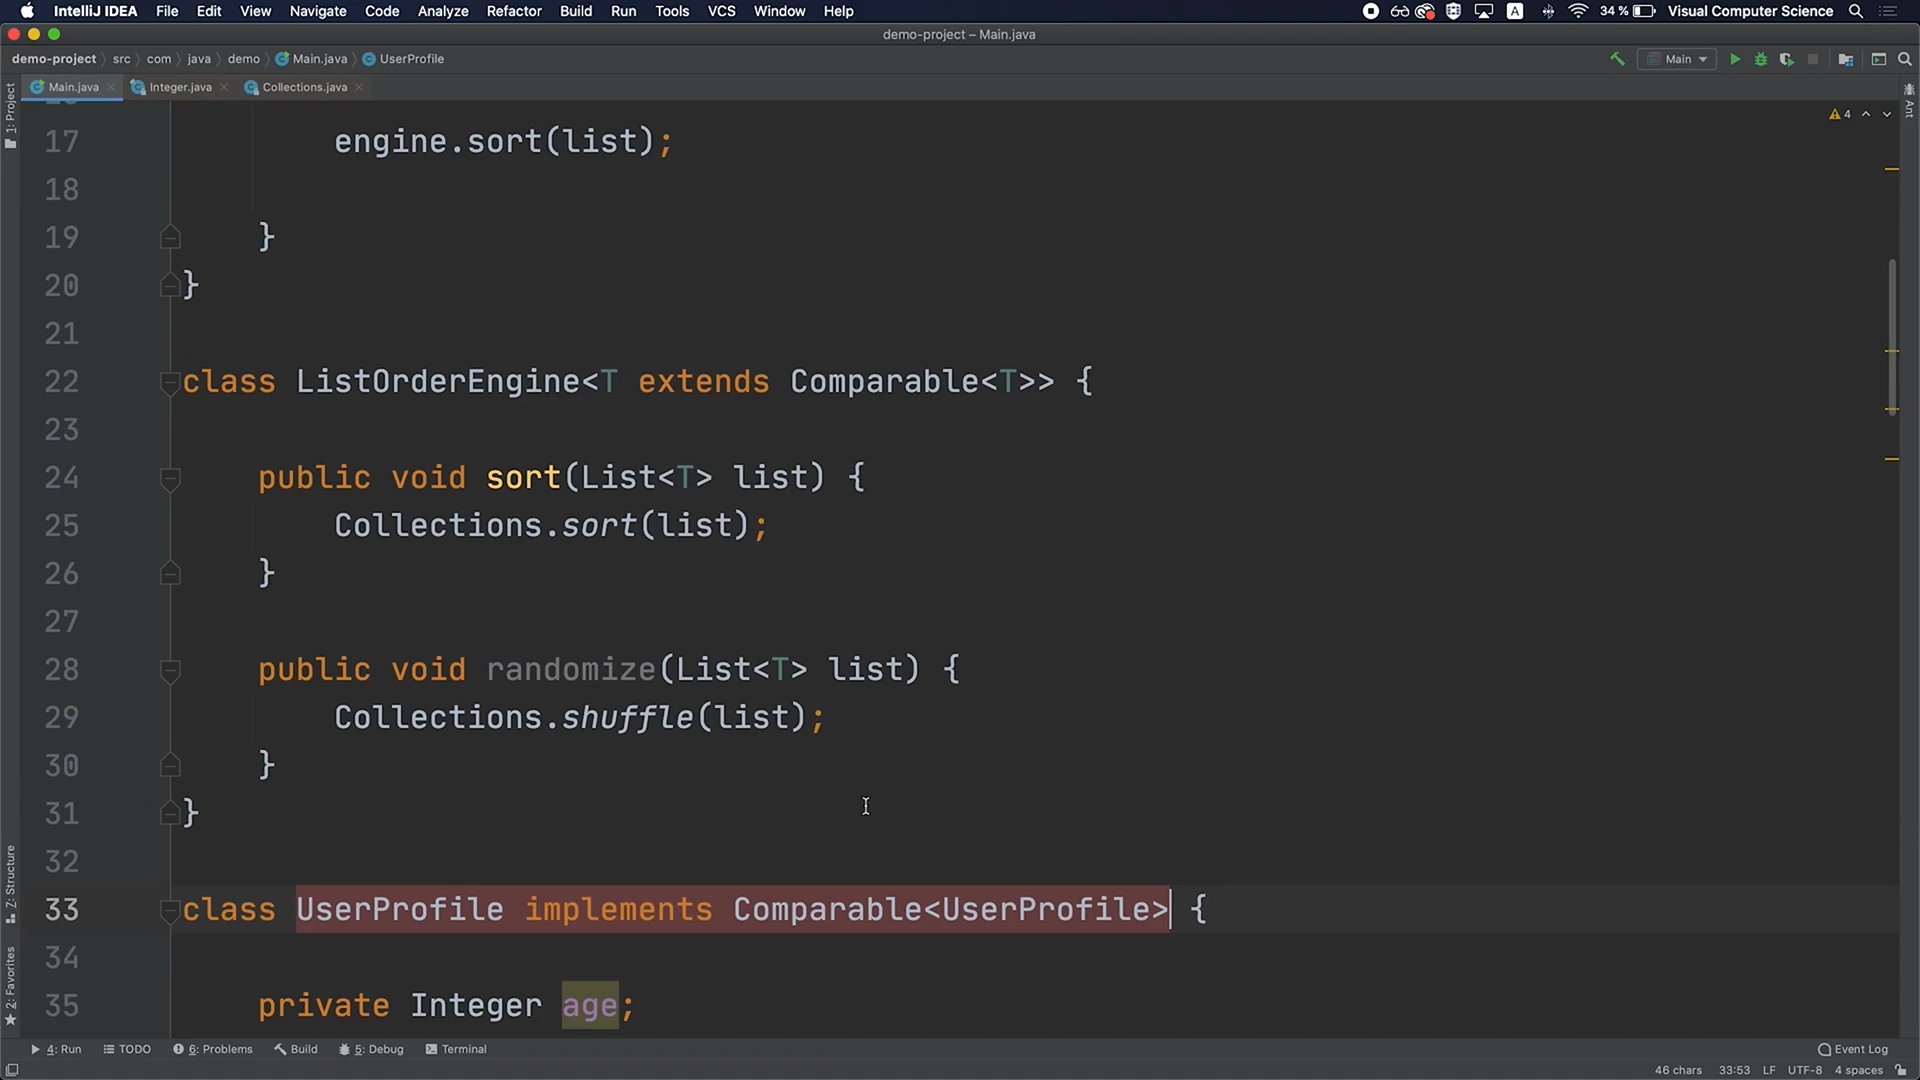 IntelliJ IDEA File Edit View Navigate Code Analyze Refactor Build Run Tools VCS Window Help A 34 % Visual Computer Science
demo-project – Main.java
demo-project src com java demo Main.java UserProfile Main
Main.java Integer.java Collections.java
1: Project
Ant
4
17 engine.sort(list);
18
19 }
20 }
21
22 class ListOrderEngine<T extends Comparable<T>> {
23
24 public void sort(List<T> list) {
25 Collections.sort(list);
26 }
27
28 public void randomize(List<T> list) {
29 Collections.shuffle(list);
30 }
31 }
32
33 class UserProfile implements Comparable<UserProfile> {
34
35 private Integer age;
Z: Structure
2: Favorites
4: Run TODO 6: Problems Build 5: Debug Terminal Event Log
46 chars 33:53 LF UTF-8 4 spaces